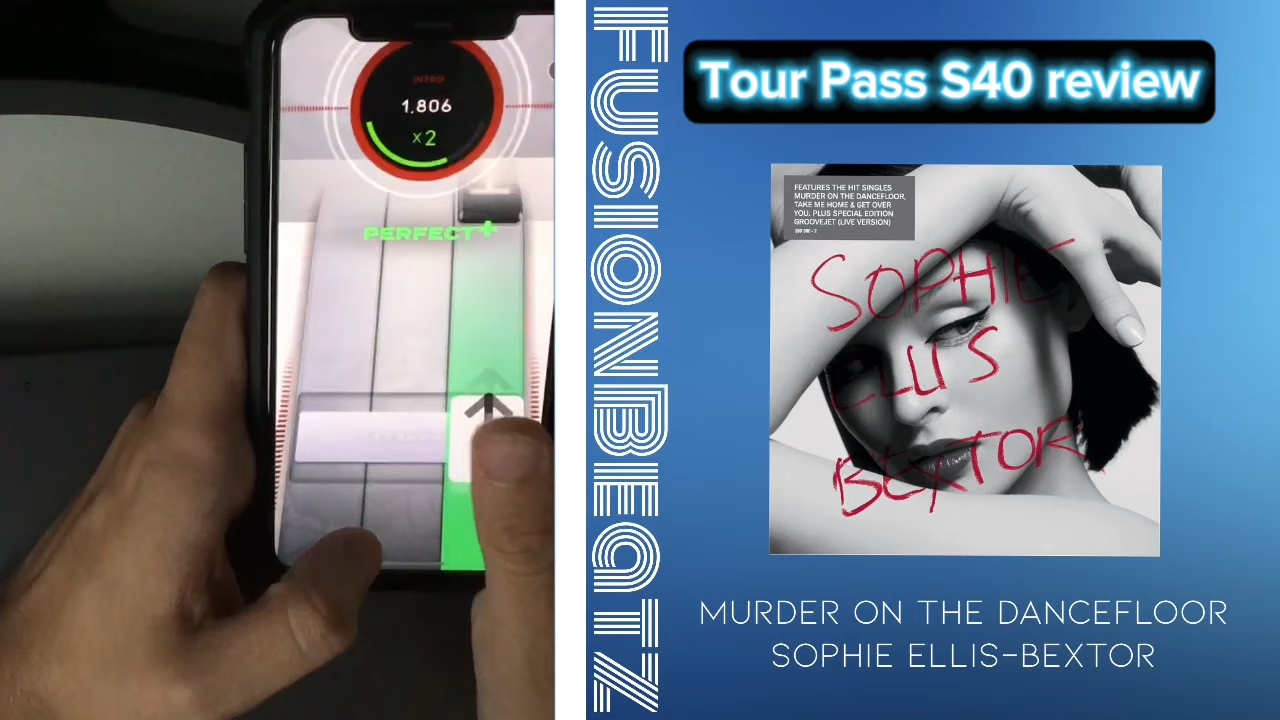 INTRO
1,806
x2
PERFECT+
FUSIONBEATZ
Tour Pass S40 review
FEATURES THE HIT SINGLES
MURDER ON THE DANCEFLOOR,
TAKE ME HOME & GET OVER
YOU. PLUS SPECIAL EDITION
GROOVEJET (LIVE VERSION)
SOPHIE
ELLIS
BEXTOR
MURDER ON THE DANCEFLOOR
SOPHIE ELLIS-BEXTOR